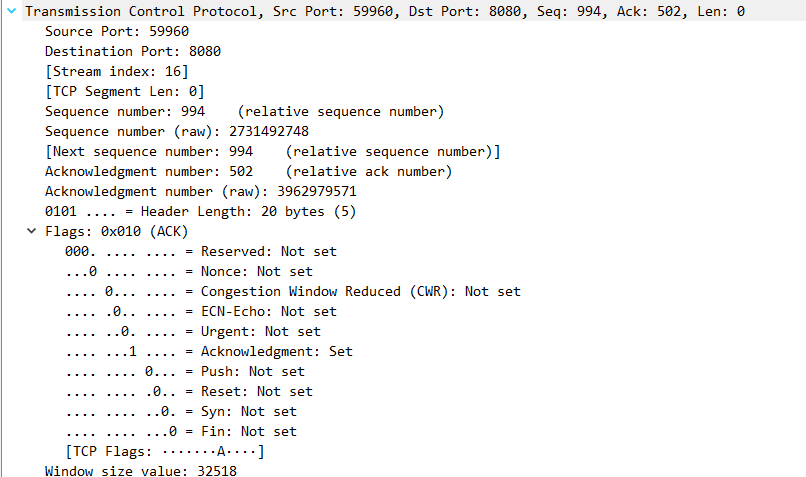 Transmission Control Protocol, Src Port: 59960, Dst Port: 8080, Seq: 994, Ack: 502, Len: 0
Source Port: 59960
Destination Port: 8080
[Stream index: 16]
[TCP Segment Len: 0]
Sequence number: 994    (relative sequence number)
Sequence number (raw): 2731492748
[Next sequence number: 994    (relative sequence number)]
Acknowledgment number: 502    (relative ack number)
Acknowledgment number (raw): 3962979571
0101 .... = Header Length: 20 bytes (5)
Flags: 0x010 (ACK)
000. .... .... = Reserved: Not set
...0 .... .... = Nonce: Not set
.... 0... .... = Congestion Window Reduced (CWR): Not set
.... .0.. .... = ECN-Echo: Not set
.... ..0. .... = Urgent: Not set
.... ...1 .... = Acknowledgment: Set
.... .... 0... = Push: Not set
.... .... .0.. = Reset: Not set
.... .... ..0. = Syn: Not set
.... .... ...0 = Fin: Not set
[TCP Flags: ·······A····]
Window size value: 32518